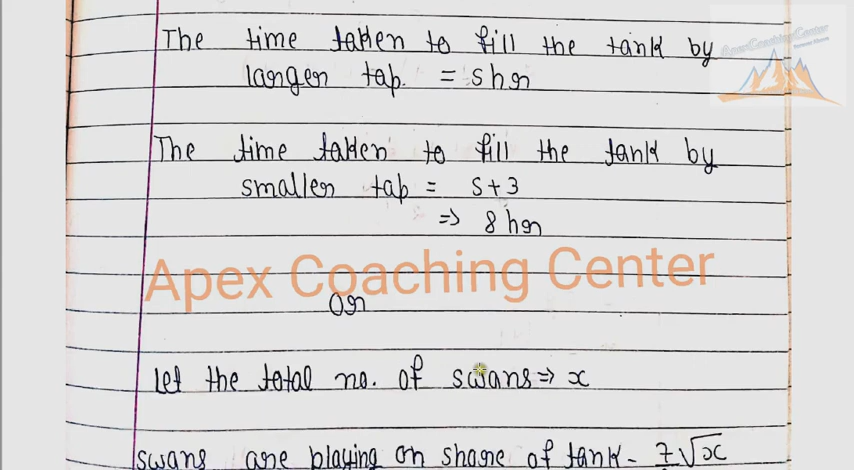 ApexCoachingCenter
The time taken to fill the tank by
larger tap. = 5 hr
The time taken to fill the tank by
smaller tap = 5+3
=> 8 hr
Apex Coaching Center
Or
Let the total no. of swans => x
swans are playing on shore of tank - 7√x